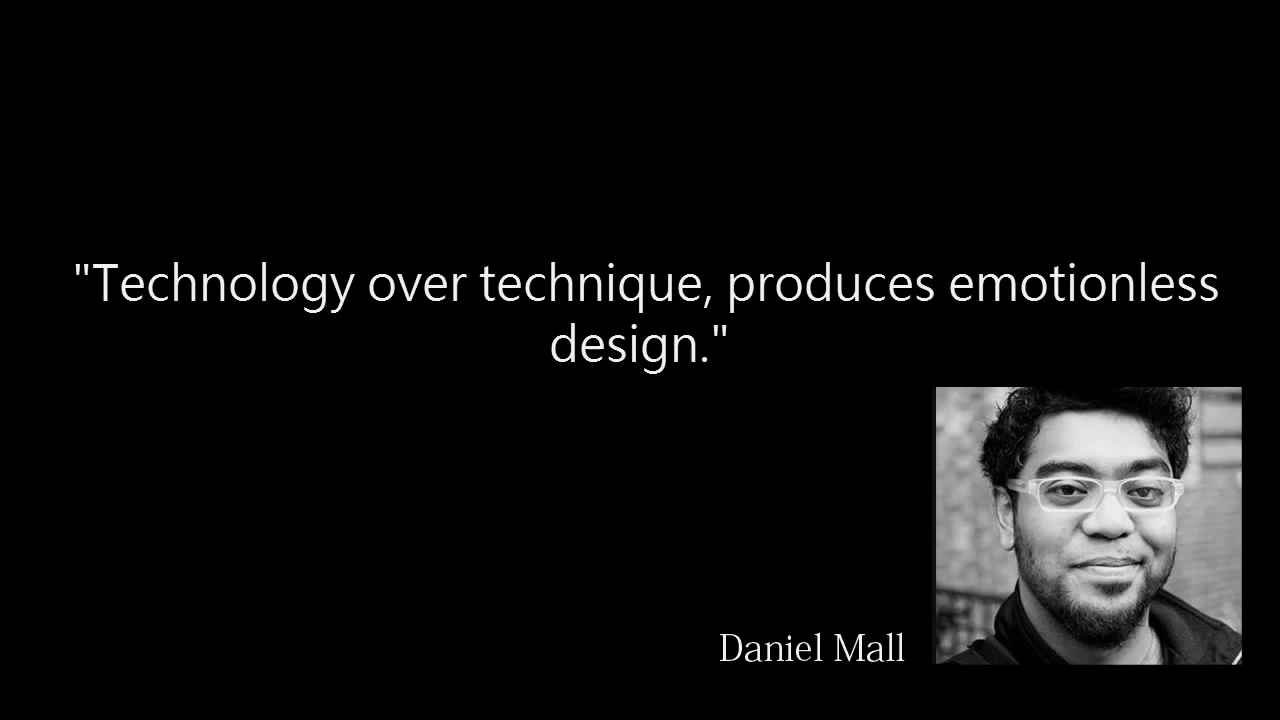 "Technology over technique, produces emotionless
design."
Daniel Mall